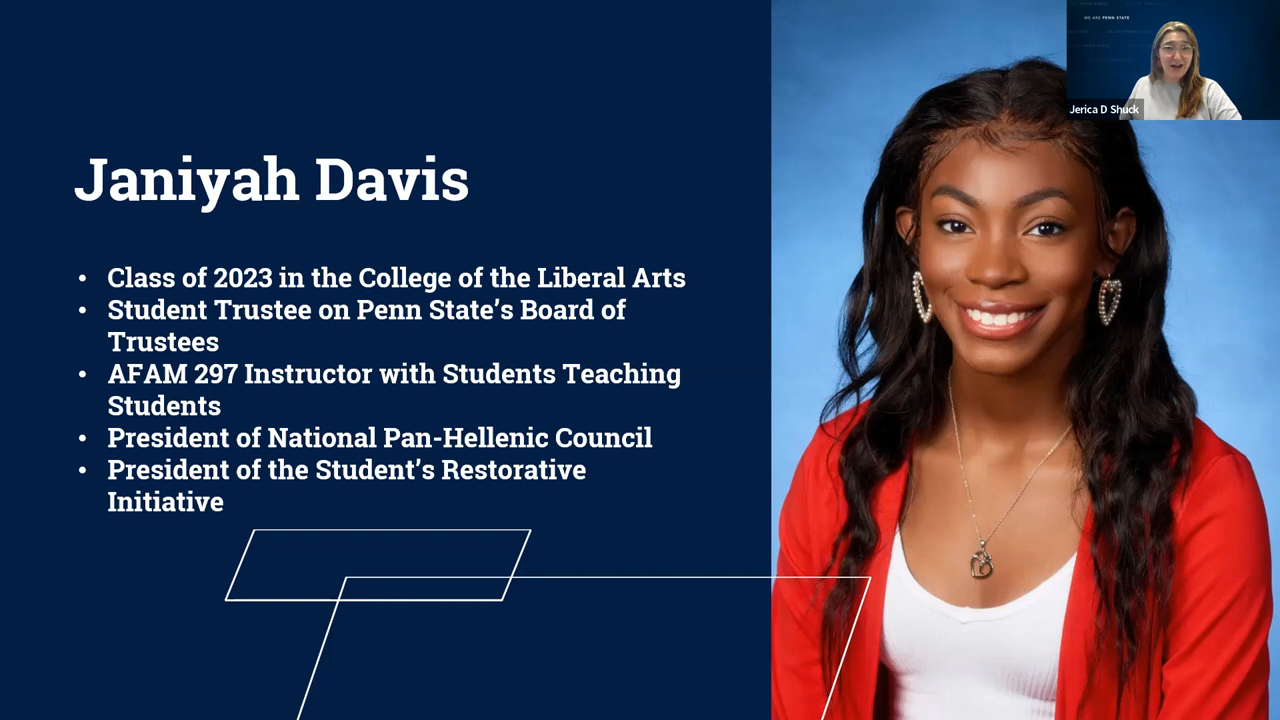 WE ARE PENN STATE
Jerica D Shuck
Janiyah Davis
• Class of 2023 in the College of the Liberal Arts
• Student Trustee on Penn State’s Board of
Trustees
• AFAM 297 Instructor with Students Teaching
Students
• President of National Pan-Hellenic Council
• President of the Student’s Restorative
Initiative